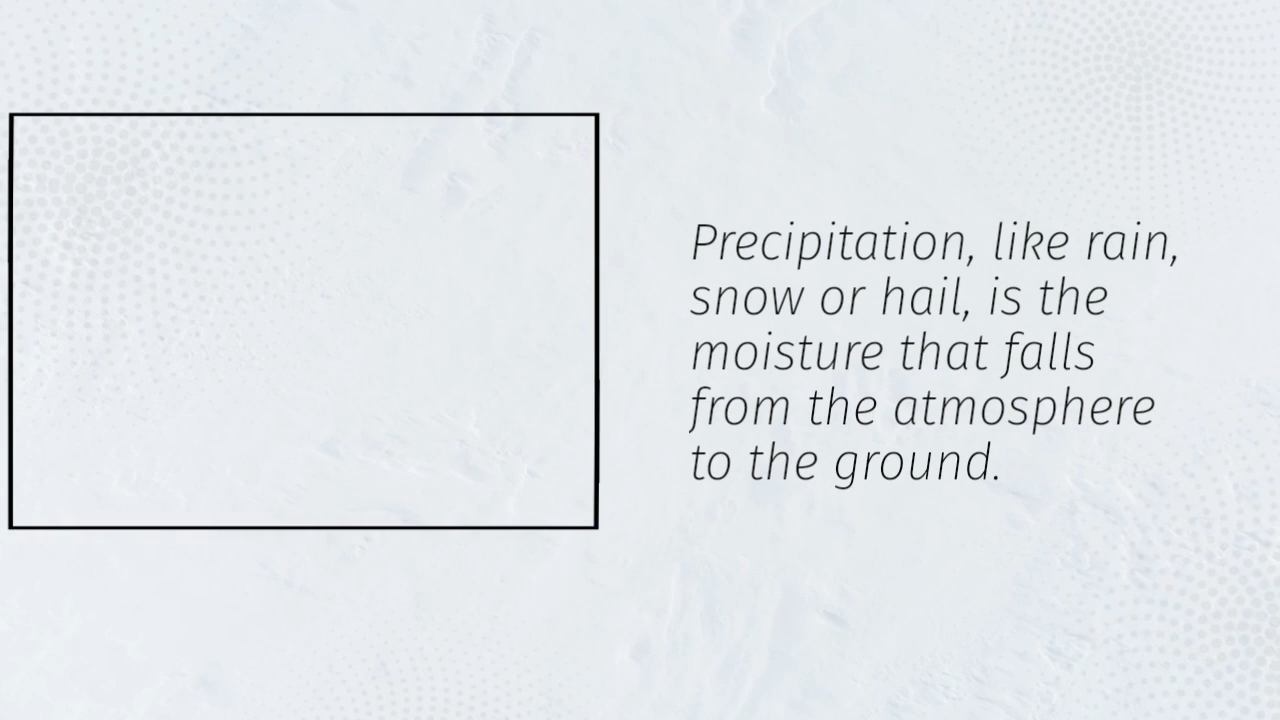 Precipitation, like rain,
snow or hail, is the
moisture that falls
from the atmosphere
to the ground.